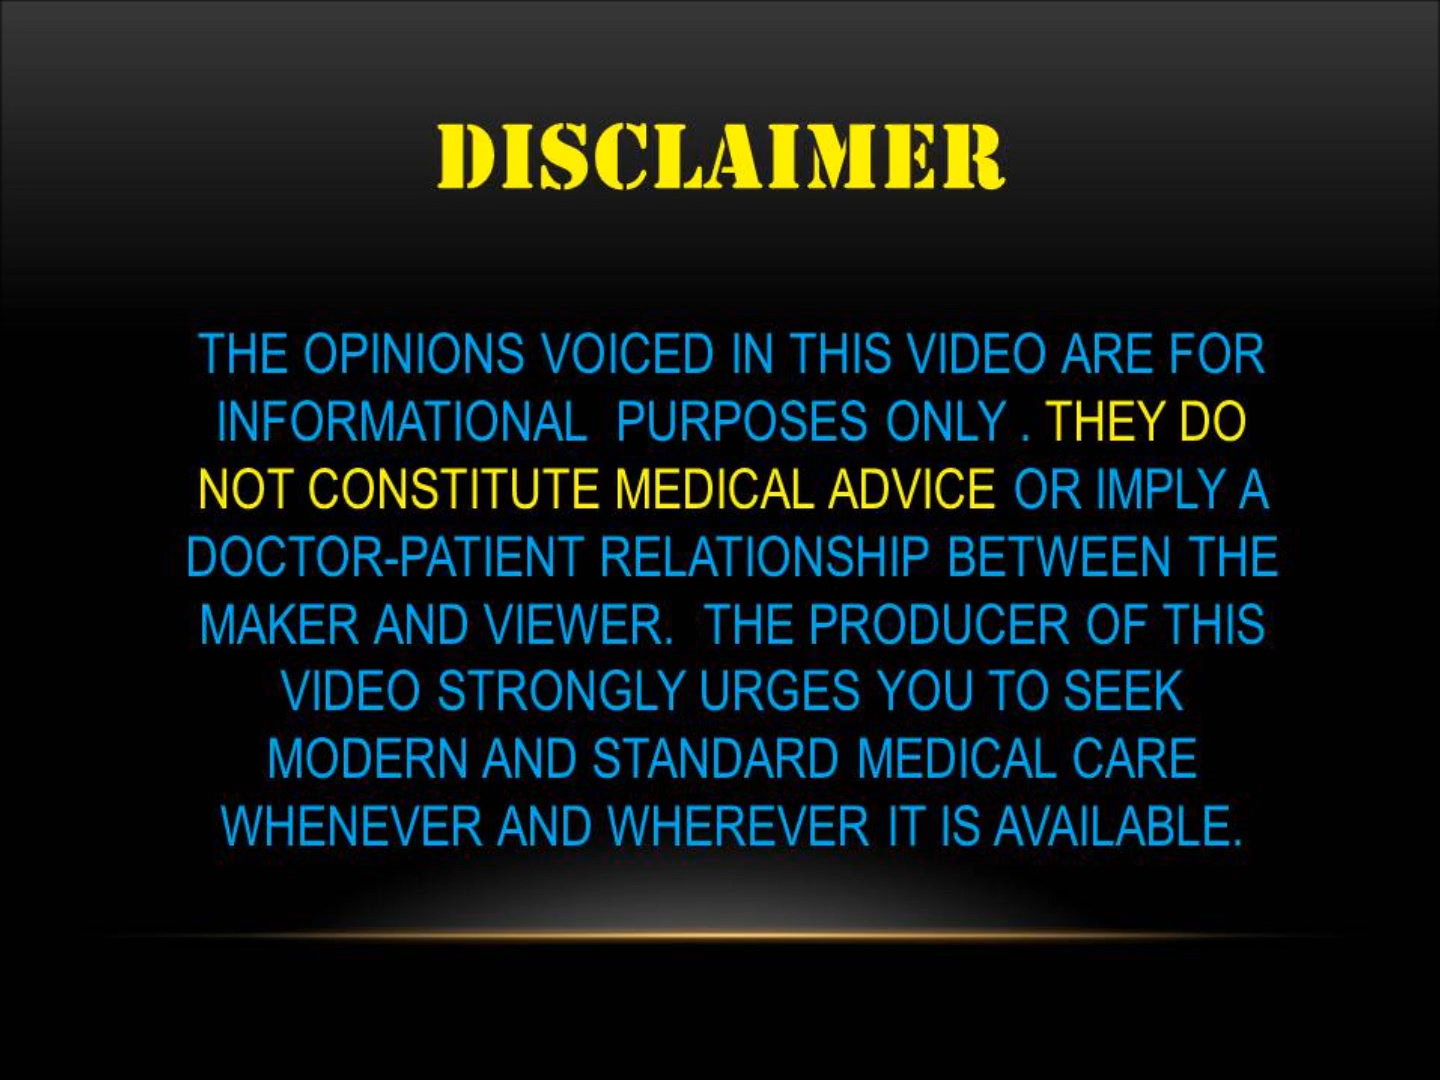 DISCLAIMER
THE OPINIONS VOICED IN THIS VIDEO ARE FOR
INFORMATIONAL  PURPOSES ONLY . THEY DO
NOT CONSTITUTE MEDICAL ADVICE OR IMPLY A
DOCTOR-PATIENT RELATIONSHIP BETWEEN THE
MAKER AND VIEWER.  THE PRODUCER OF THIS
VIDEO STRONGLY URGES YOU TO SEEK
MODERN AND STANDARD MEDICAL CARE
WHENEVER AND WHEREVER IT IS AVAILABLE.